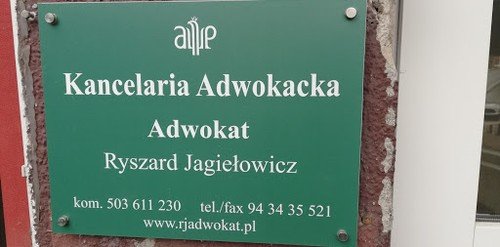 Kancelaria Adwokacka
Adwokat
Ryszard Jagiełowicz
kom. 503 611 230 tel./fax 94 34 35 521
www.rjadwokat.pl